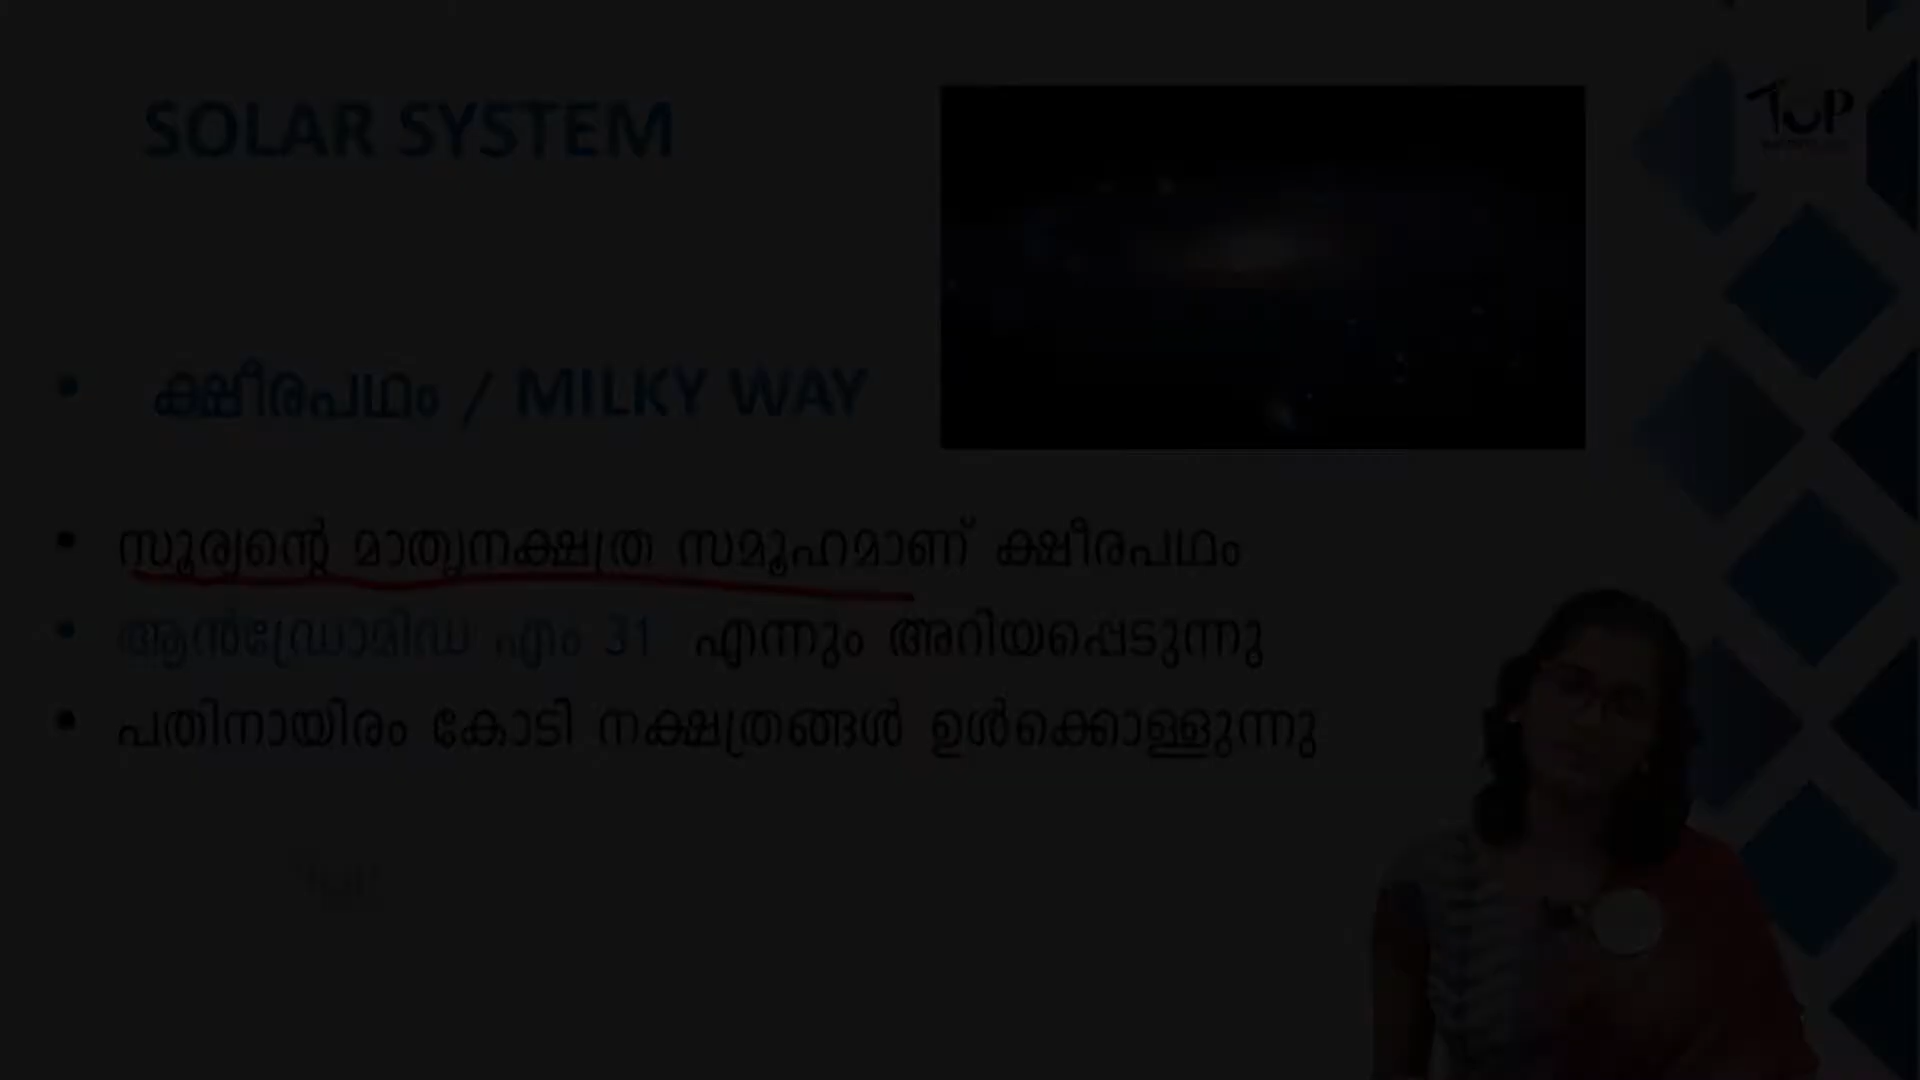 SOLAR SYSTEM
TOP
ക്ഷീരപഥം / MILKY WAY
സൂര്യന്റെ മാതൃനക്ഷത്ര സമൂഹമാണ് ക്ഷീരപഥം
ആൻഡ്രോമിഡ എം 31 എന്നും അറിയപ്പെടുന്നു
പതിനായിരം കോടി നക്ഷത്രങ്ങൾ ഉൾക്കൊള്ളുന്നു